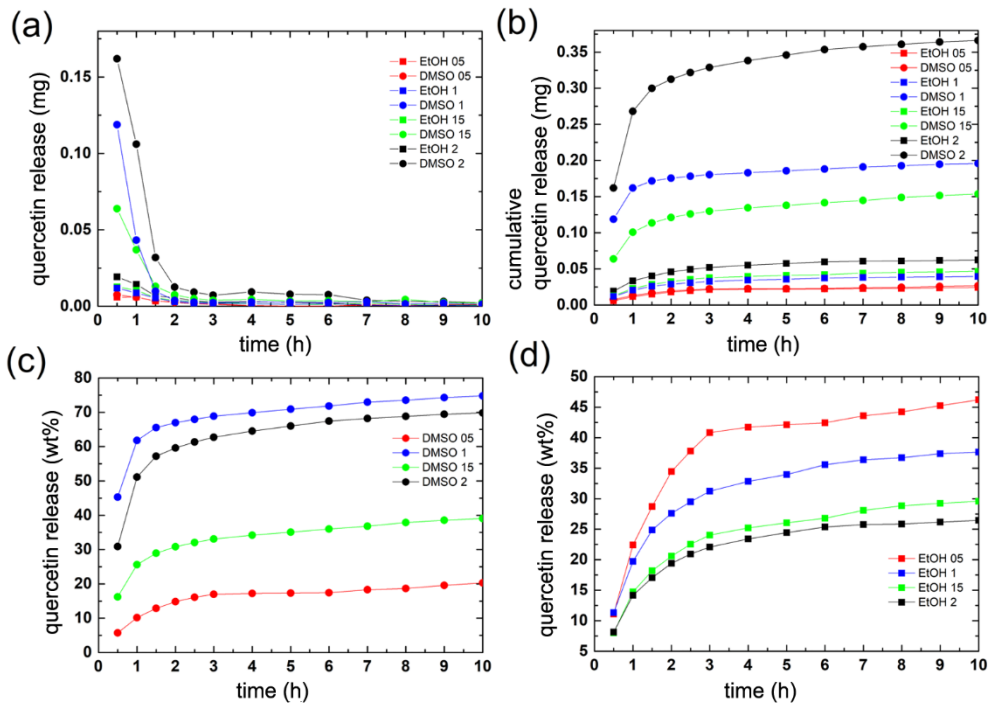 (a)
quercetin release (mg)
0.15
0.10
0.05
0.00
0 1 2 3 4 5 6 7 8 9 10
time (h)
EtOH 05
DMSO 05
EtOH 1
DMSO 1
EtOH 15
DMSO 15
EtOH 2
DMSO 2
(b)
cumulative
quercetin release (mg)
0.35
0.30
0.25
0.20
0.15
0.10
0.05
0.00
0 1 2 3 4 5 6 7 8 9 10
time (h)
EtOH 05
DMSO 05
EtOH 1
DMSO 1
EtOH 15
DMSO 15
EtOH 2
DMSO 2
(c)
quercetin release (wt%)
80
70
60
50
40
30
20
10
0
0 1 2 3 4 5 6 7 8 9 10
time (h)
DMSO 05
DMSO 1
DMSO 15
DMSO 2
(d)
quercetin release (wt%)
50
45
40
35
30
25
20
15
10
5
0 1 2 3 4 5 6 7 8 9 10
time (h)
EtOH 05
EtOH 1
EtOH 15
EtOH 2